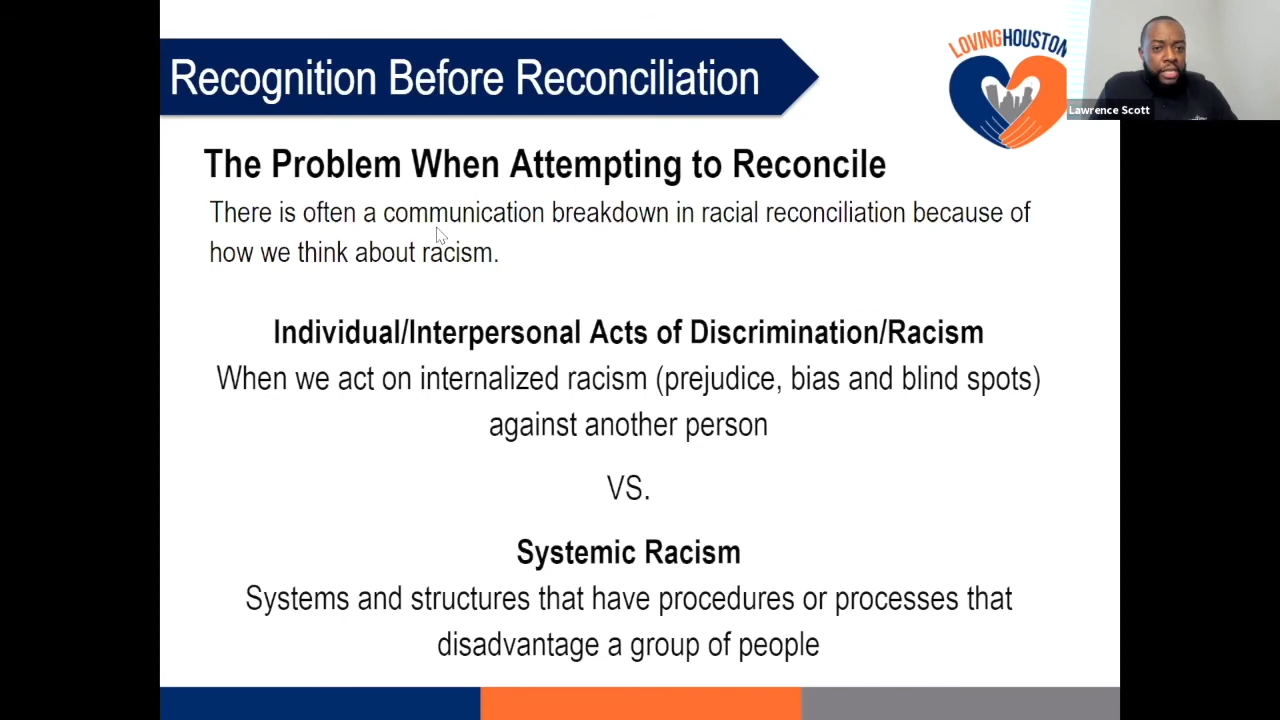 Recognition Before Reconciliation
LOVINGHOUSTON
Lawrence Scott
The Problem When Attempting to Reconcile
There is often a communication breakdown in racial reconciliation because of
how we think about racism.
Individual/Interpersonal Acts of Discrimination/Racism
When we act on internalized racism (prejudice, bias and blind spots)
against another person
VS.
Systemic Racism
Systems and structures that have procedures or processes that
disadvantage a group of people